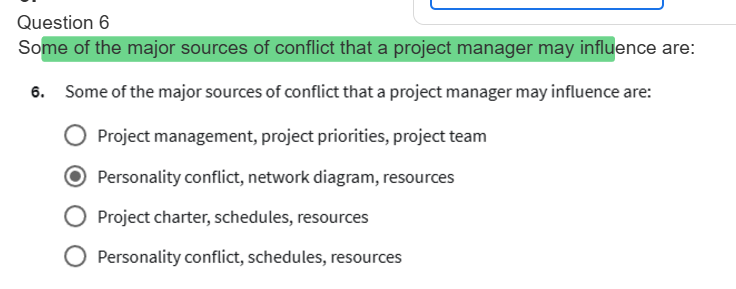 Question 6
Some of the major sources of conflict that a project manager may influence are:
6. Some of the major sources of conflict that a project manager may influence are:
Project management, project priorities, project team
Personality conflict, network diagram, resources
Project charter, schedules, resources
Personality conflict, schedules, resources